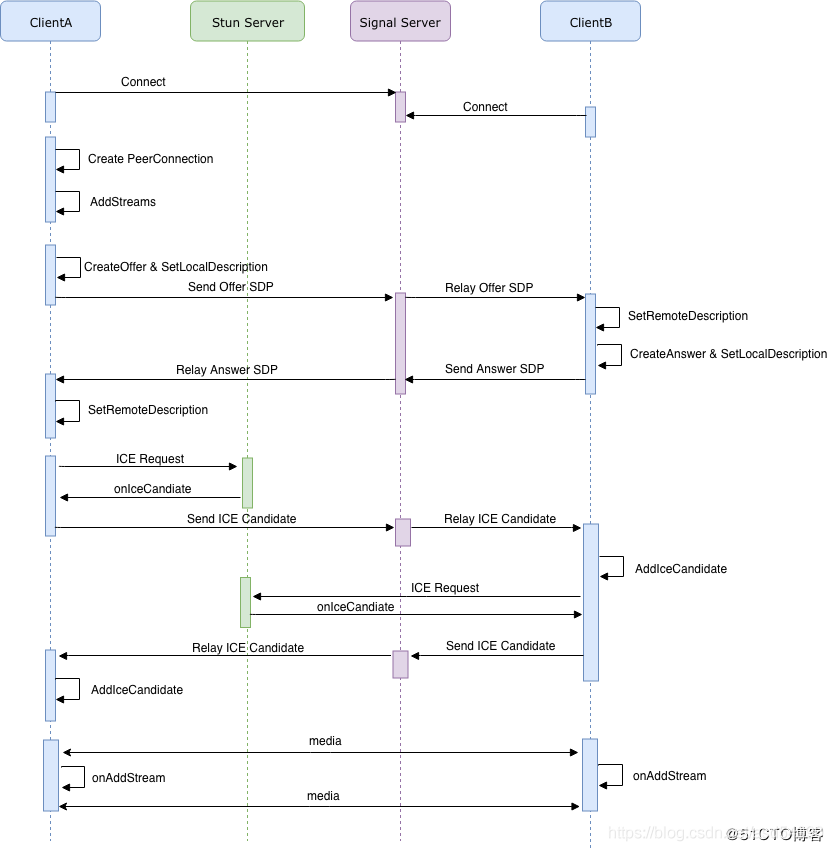 ClientA
Stun Server
Signal Server
ClientB
Connect
Connect
Create PeerConnection
AddStreams
CreateOffer & SetLocalDescription
Send Offer SDP
Relay Offer SDP
SetRemoteDescription
CreateAnswer & SetLocalDescription
Relay Answer SDP
Send Answer SDP
SetRemoteDescription
ICE Request
onIceCandiate
Send ICE Candidate
Relay ICE Candidate
AddIceCandidate
ICE Request
onIceCandiate
Relay ICE Candidate
Send ICE Candidate
AddIceCandidate
media
onAddStream
onAddStream
media
@51CTO博客